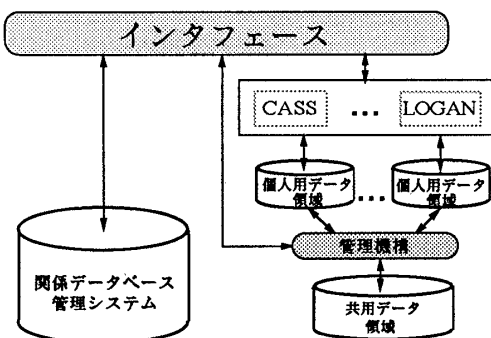 インタフェース
CASS ... LOGAN
個人用データ
領域
...
個人用データ
領域
管理機構
関係データベース
管理システム
共用データ
領域